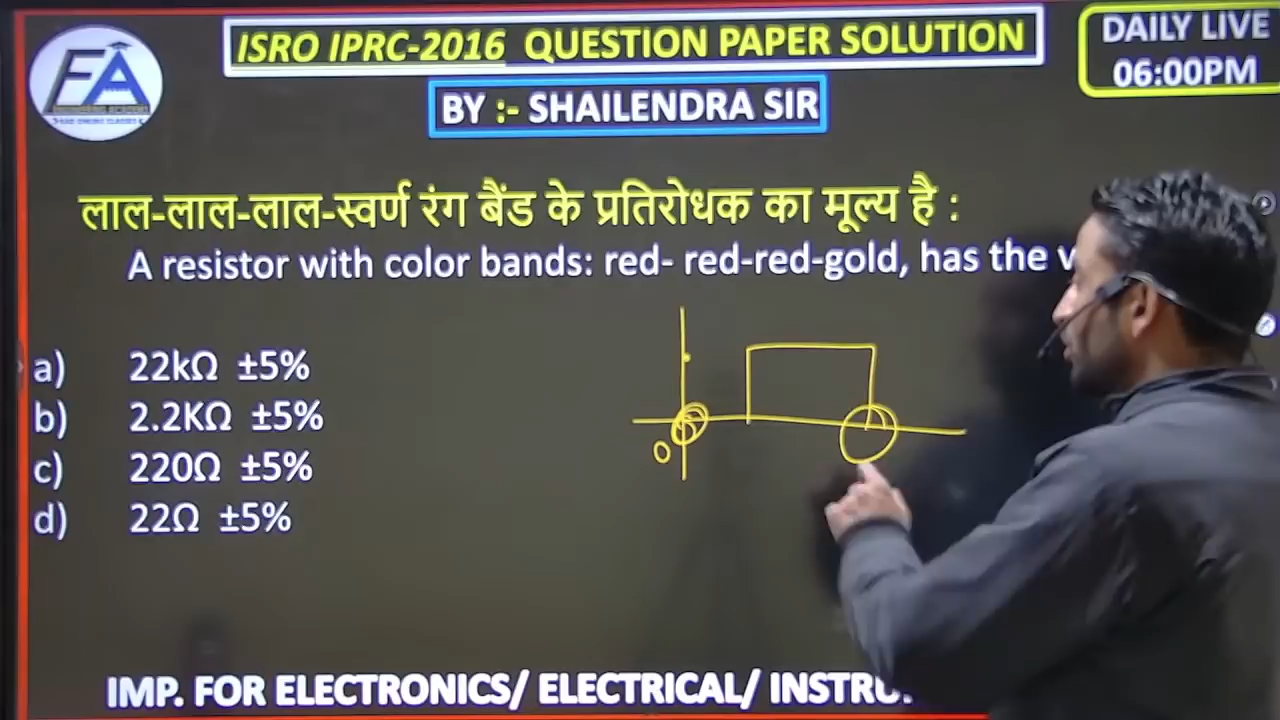 ISRO IPRC-2016 QUESTION PAPER SOLUTION
DAILY LIVE
06:00PM
FA
BY :- SHAILENDRA SIR
लाल-लाल-लाल-स्वर्ण रंग बैंड के प्रतिरोधक का मूल्य है :
A resistor with color bands: red- red-red-gold, has the
a) 22kΩ ±5%
b) 2.2KΩ ±5%
c) 220Ω ±5%
d) 22Ω ±5%
0
IMP. FOR ELECTRONICS/ ELECTRICAL/